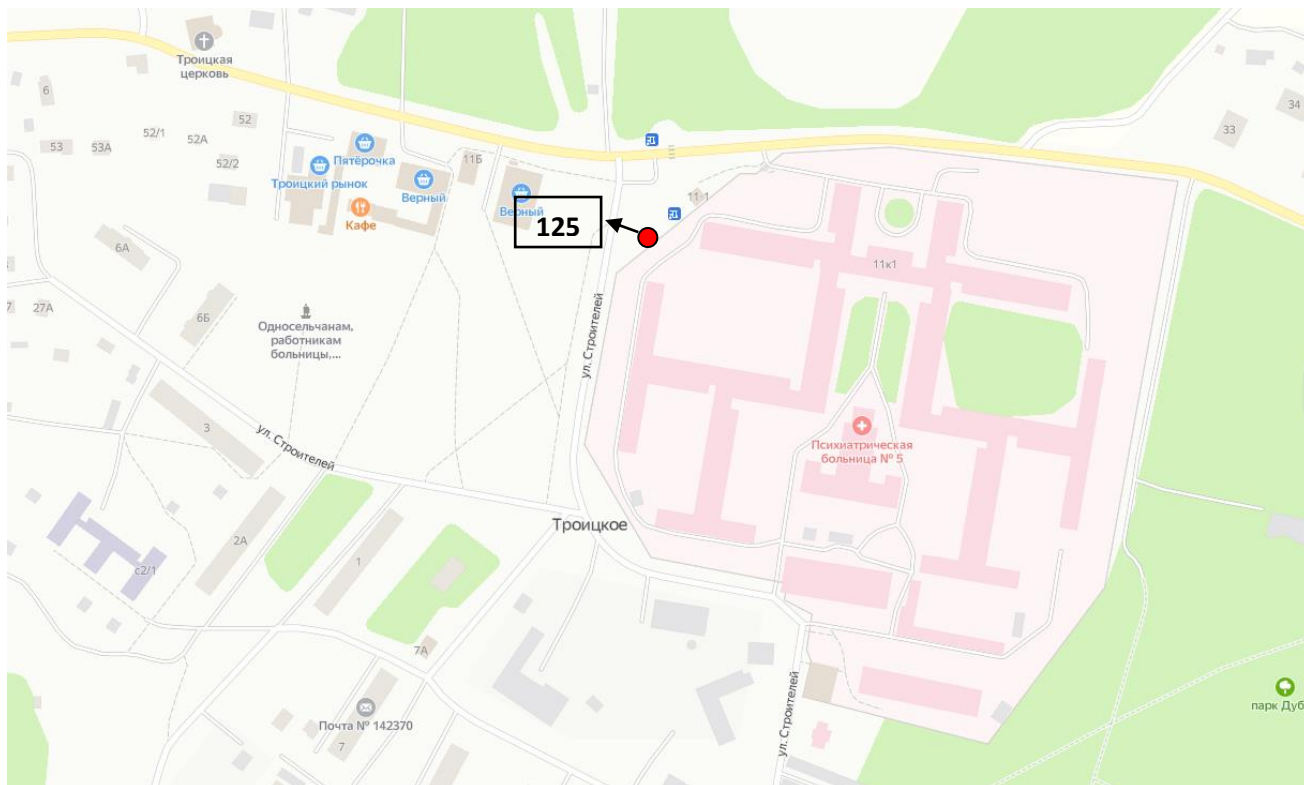 Троицкая
церковь
6
53
53А
52/1
52А
52
52/2
Пятёрочка
Троицкий рынок
Кафе
Верный
11Б
Верный
11-1
125
34
33
11к1
6А
27А
7
6Б
Односельчанам,
работникам
больницы,...
ул. Строителей
Психиатрическая
больница № 5
3
ул. Строителей
Троицкое
2А
1
с2/1
7А
Почта № 142370
7
ул. Строителей
парк Дуб